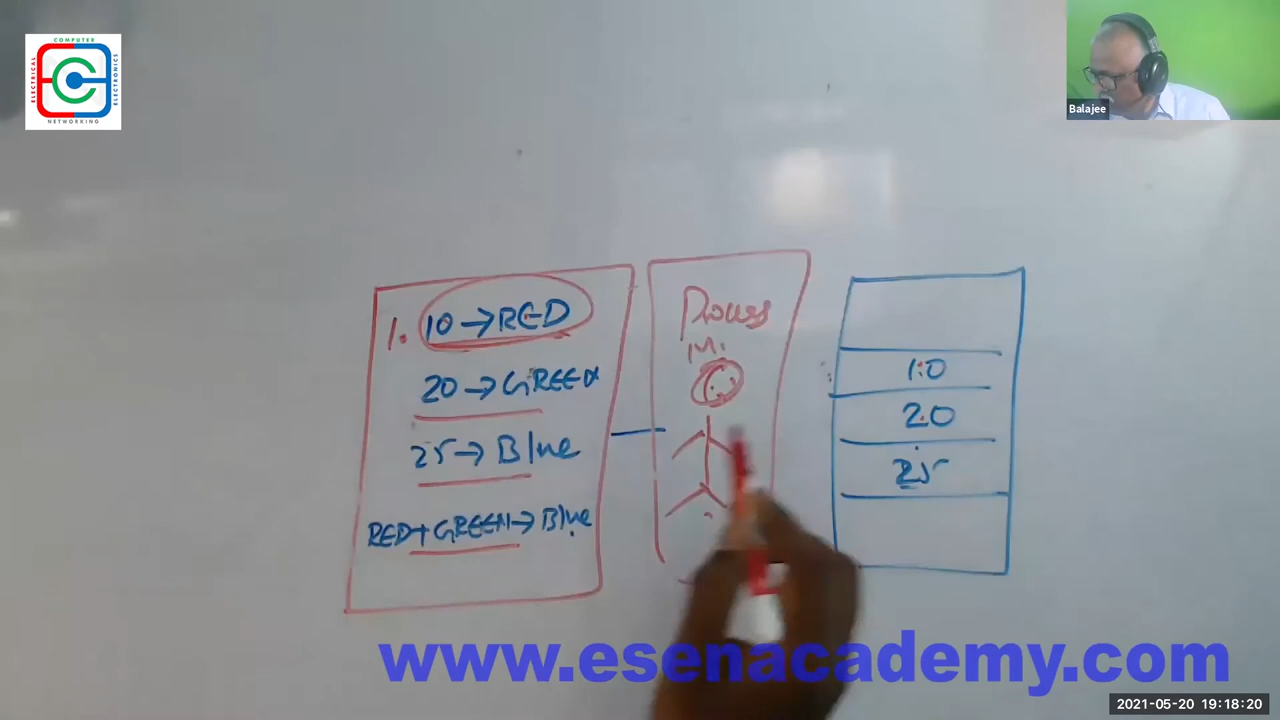 COMPUTER
ELECTRICAL
ELECTRONICS
NETWORKING
Balajee
1. 10→RED
20→GREEN
25→Blue
RED+GREEN→Blue
Process
M.
10
20
25
www.esenacademy.com
2021-05-20 19:18:20